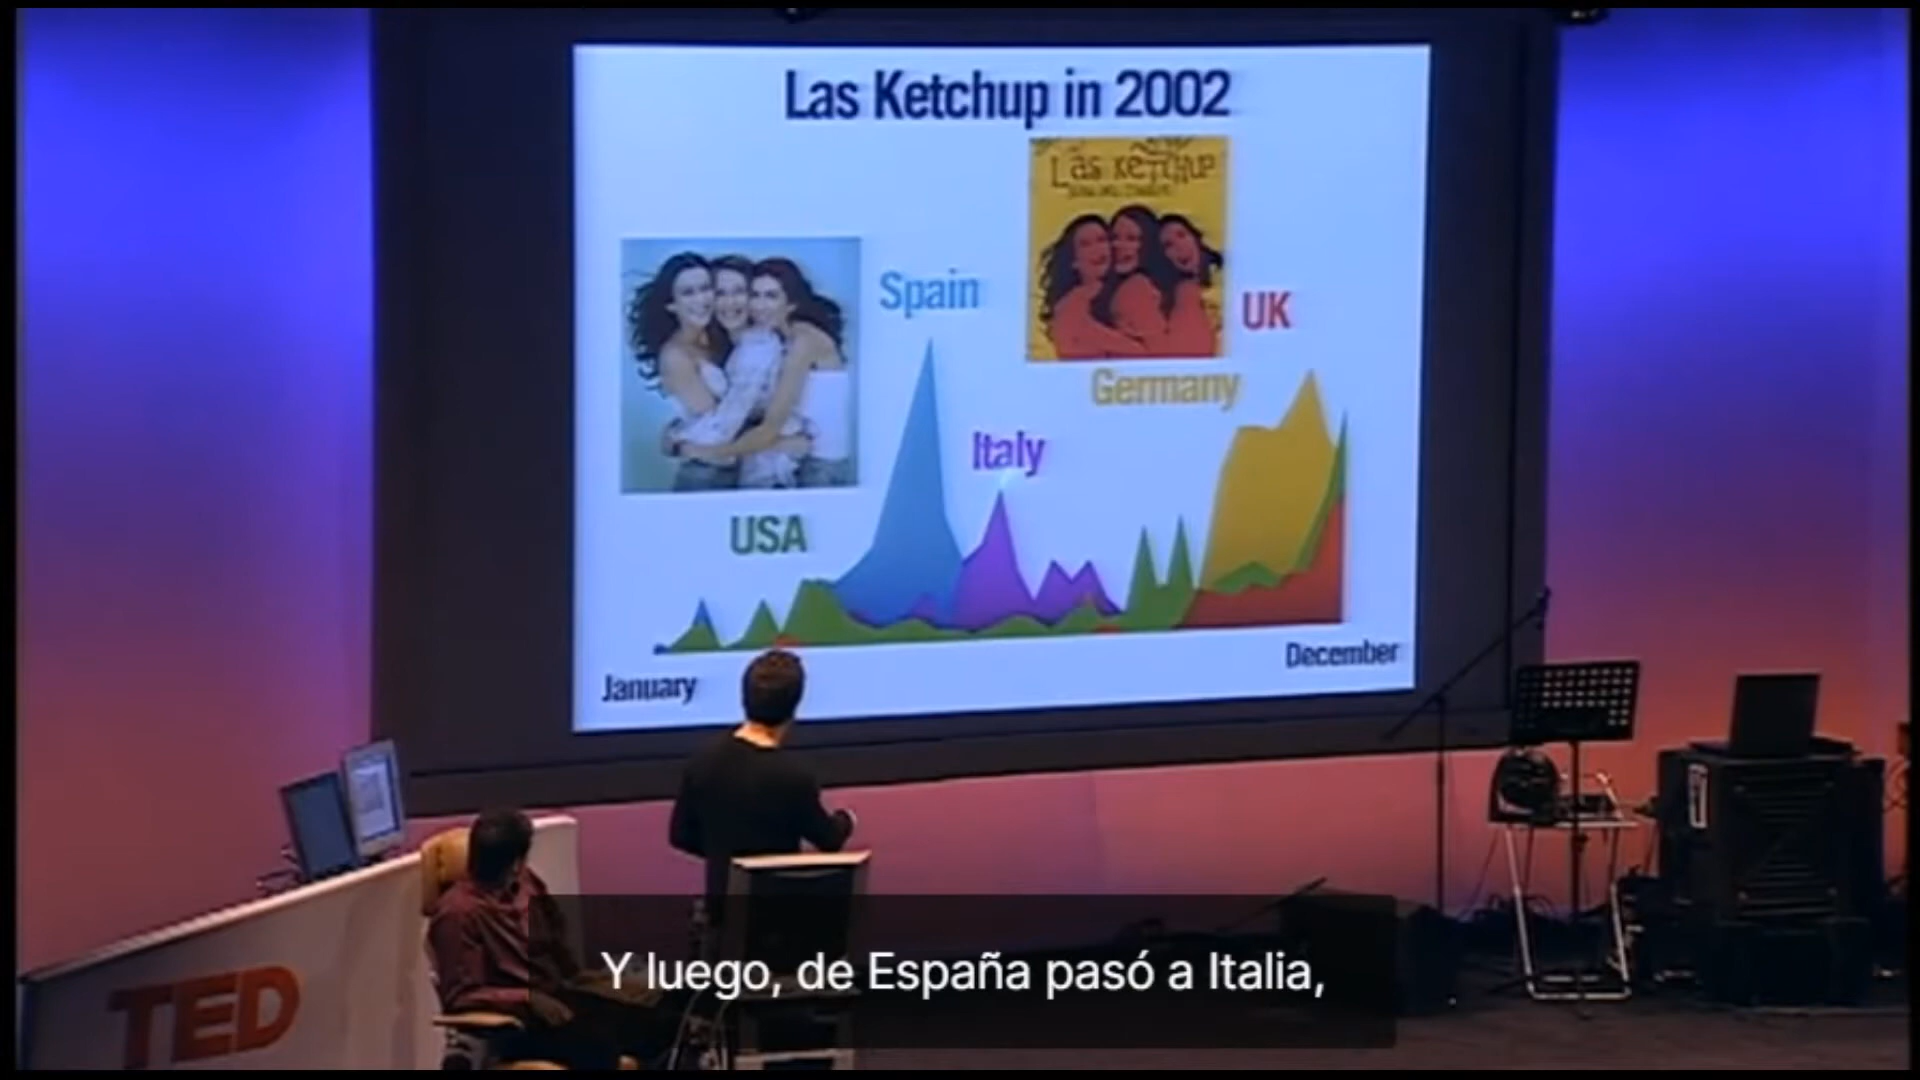 Las Ketchup in 2002
Las Ketchup
Spain
UK
Germany
Italy
USA
December
January
TED
Y luego, de España pasó a Italia,